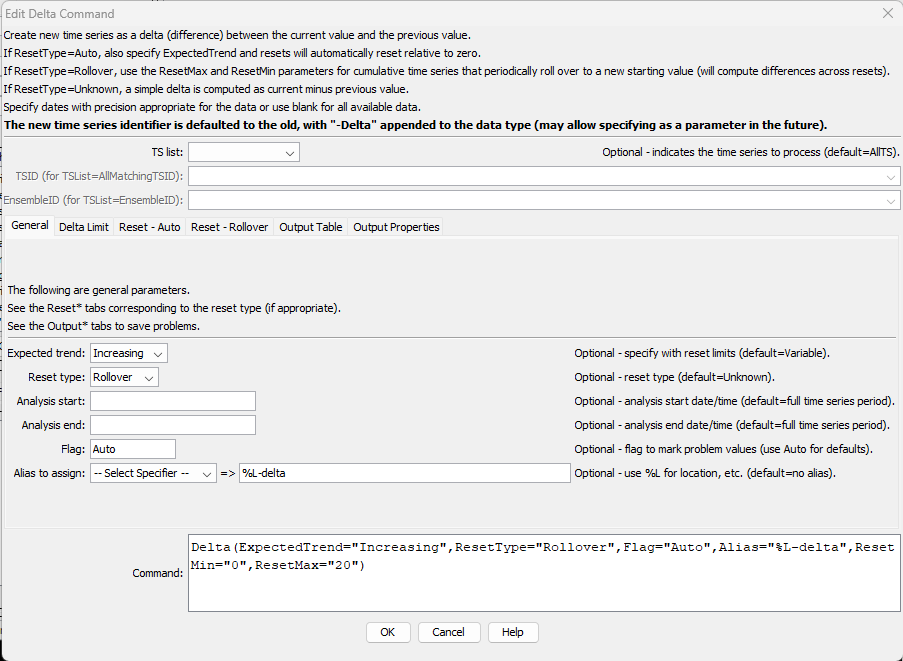 Edit Delta Command
Create new time series as a delta (difference) between the current value and the previous value.
If ResetType=Auto, also specify ExpectedTrend and resets will automatically reset relative to zero.
If ResetType=Rollover, use the ResetMax and ResetMin parameters for cumulative time series that periodically roll over to a new starting value (will compute differences across resets).
If ResetType=Unknown, a simple delta is computed as current minus previous value.
Specify dates with precision appropriate for the data or use blank for all available data.
The new time series identifier is defaulted to the old, with "-Delta" appended to the data type (may allow specifying as a parameter in the future).
TS list: Optional - indicates the time series to process (default=AllTS).
TSID (for TSList=AllMatchingTSID):
EnsembleID (for TSList=EnsembleID):
General Delta Limit Reset - Auto Reset - Rollover Output Table Output Properties
The following are general parameters.
See the Reset* tabs corresponding to the reset type (if appropriate).
See the Output* tabs to save problems.
Expected trend: Increasing Optional - specify with reset limits (default=Variable).
Reset type: Rollover Optional - reset type (default=Unknown).
Analysis start: Optional - analysis start date/time (default=full time series period).
Analysis end: Optional - analysis end date/time (default=full time series period).
Flag: Auto Optional - flag to mark problem values (use Auto for defaults).
Alias to assign: -- Select Specifier -- => %L-delta Optional - use %L for location, etc. (default=no alias).
Command: Delta(ExpectedTrend="Increasing",ResetType="Rollover",Flag="Auto",Alias="%L-delta",Reset
Min="0",ResetMax="20")
OK Cancel Help